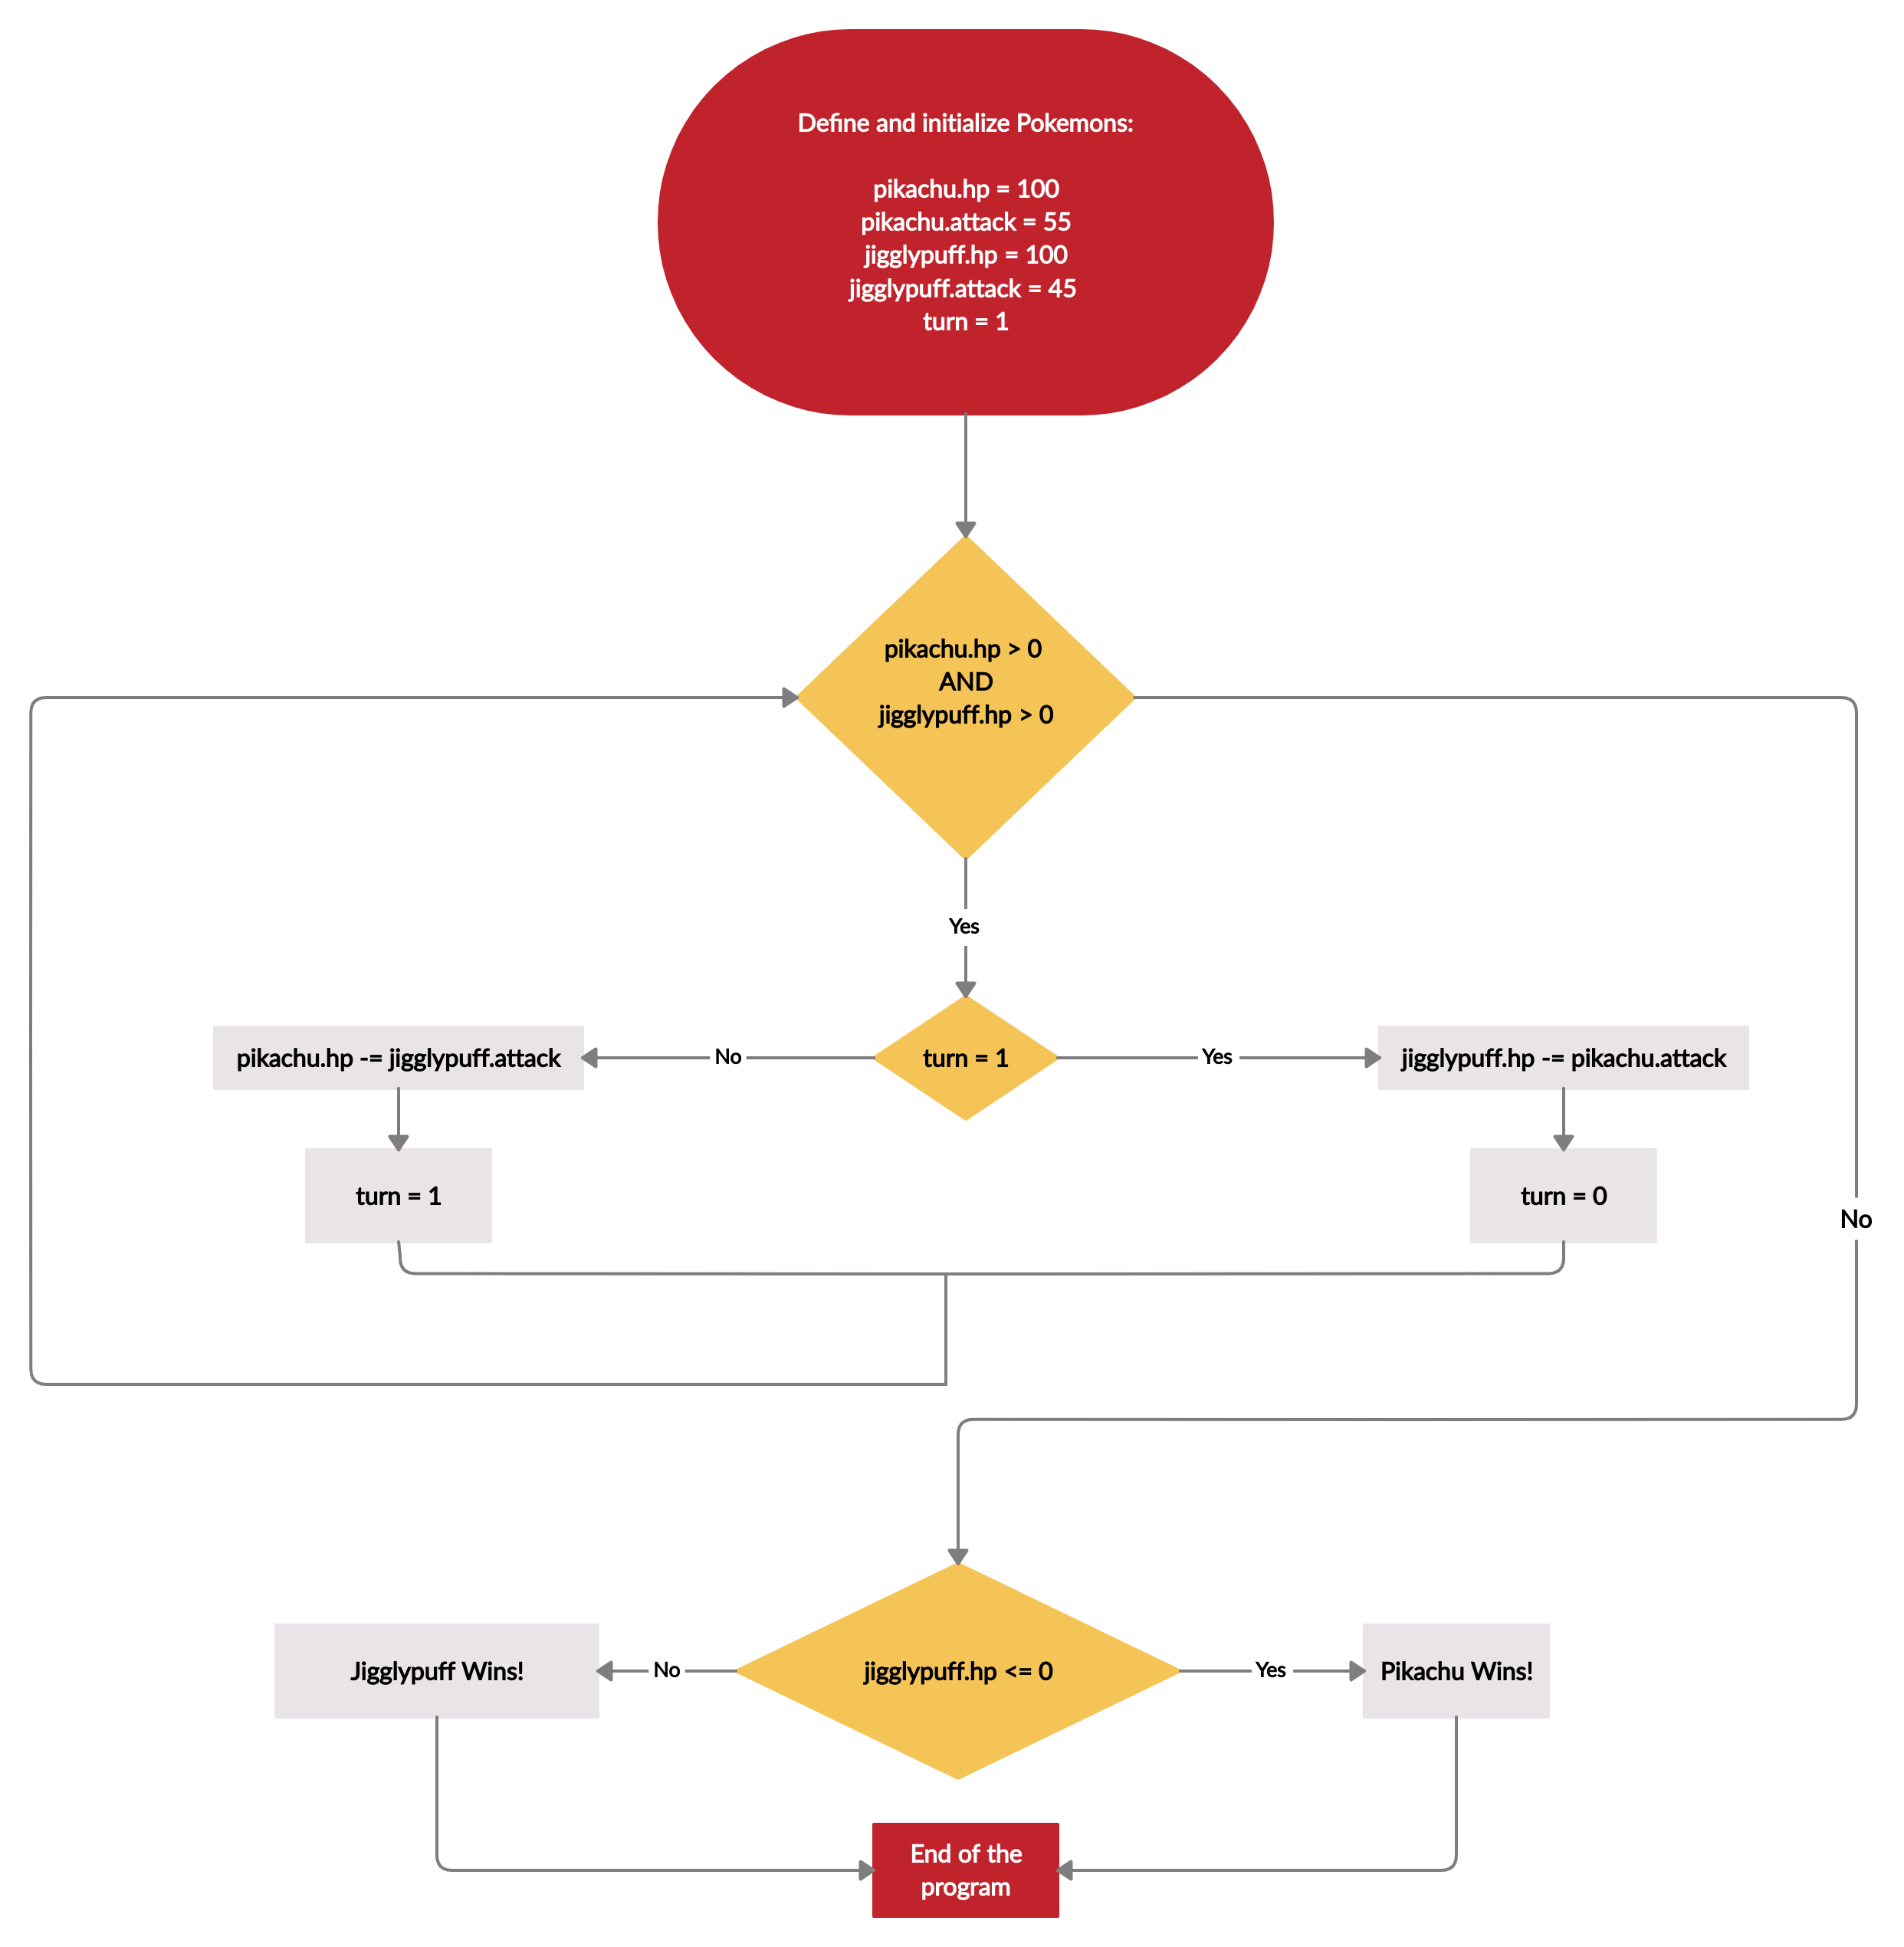 Define and initialize Pokemons:
pikachu.hp = 100
pikachu.attack = 55
jigglypuff.hp = 100
jigglypuff.attack = 45
turn = 1
pikachu.hp > 0
AND
jigglypuff.hp > 0
Yes
pikachu.hp -= jigglypuff.attack
No
turn = 1
Yes
jigglypuff.hp -= pikachu.attack
turn = 1
turn = 0
No
Jigglypuff Wins!
No
jigglypuff.hp <= 0
Yes
Pikachu Wins!
End of the
program